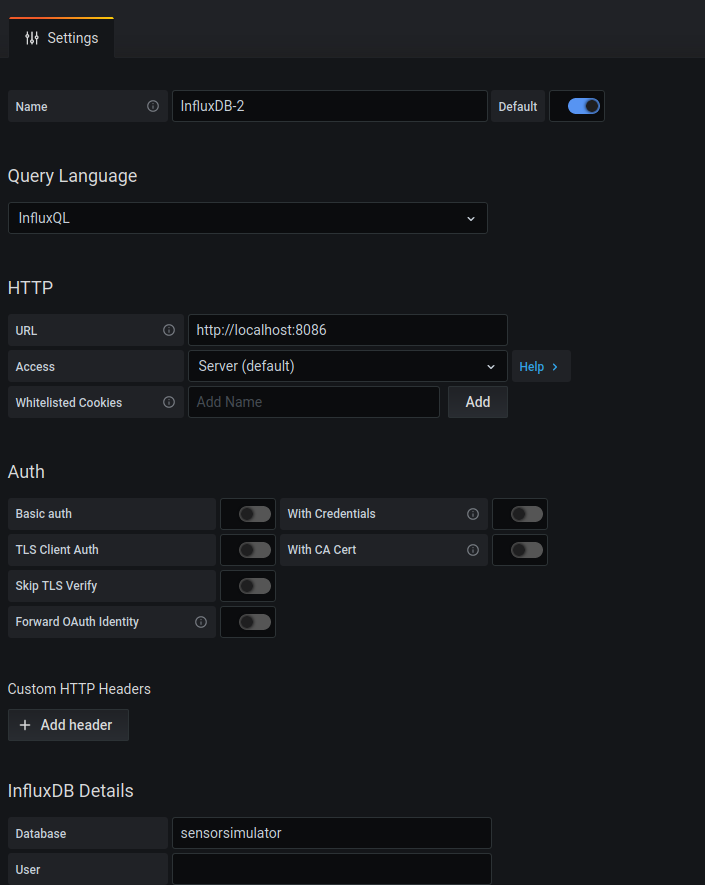 Settings
Name InfluxDB-2 Default
Query Language
InfluxQL
HTTP
URL http://localhost:8086
Access Server (default) Help
Whitelisted Cookies Add Name Add
Auth
Basic auth With Credentials
TLS Client Auth With CA Cert
Skip TLS Verify
Forward OAuth Identity
Custom HTTP Headers
+ Add header
InfluxDB Details
Database sensorsimulator
User